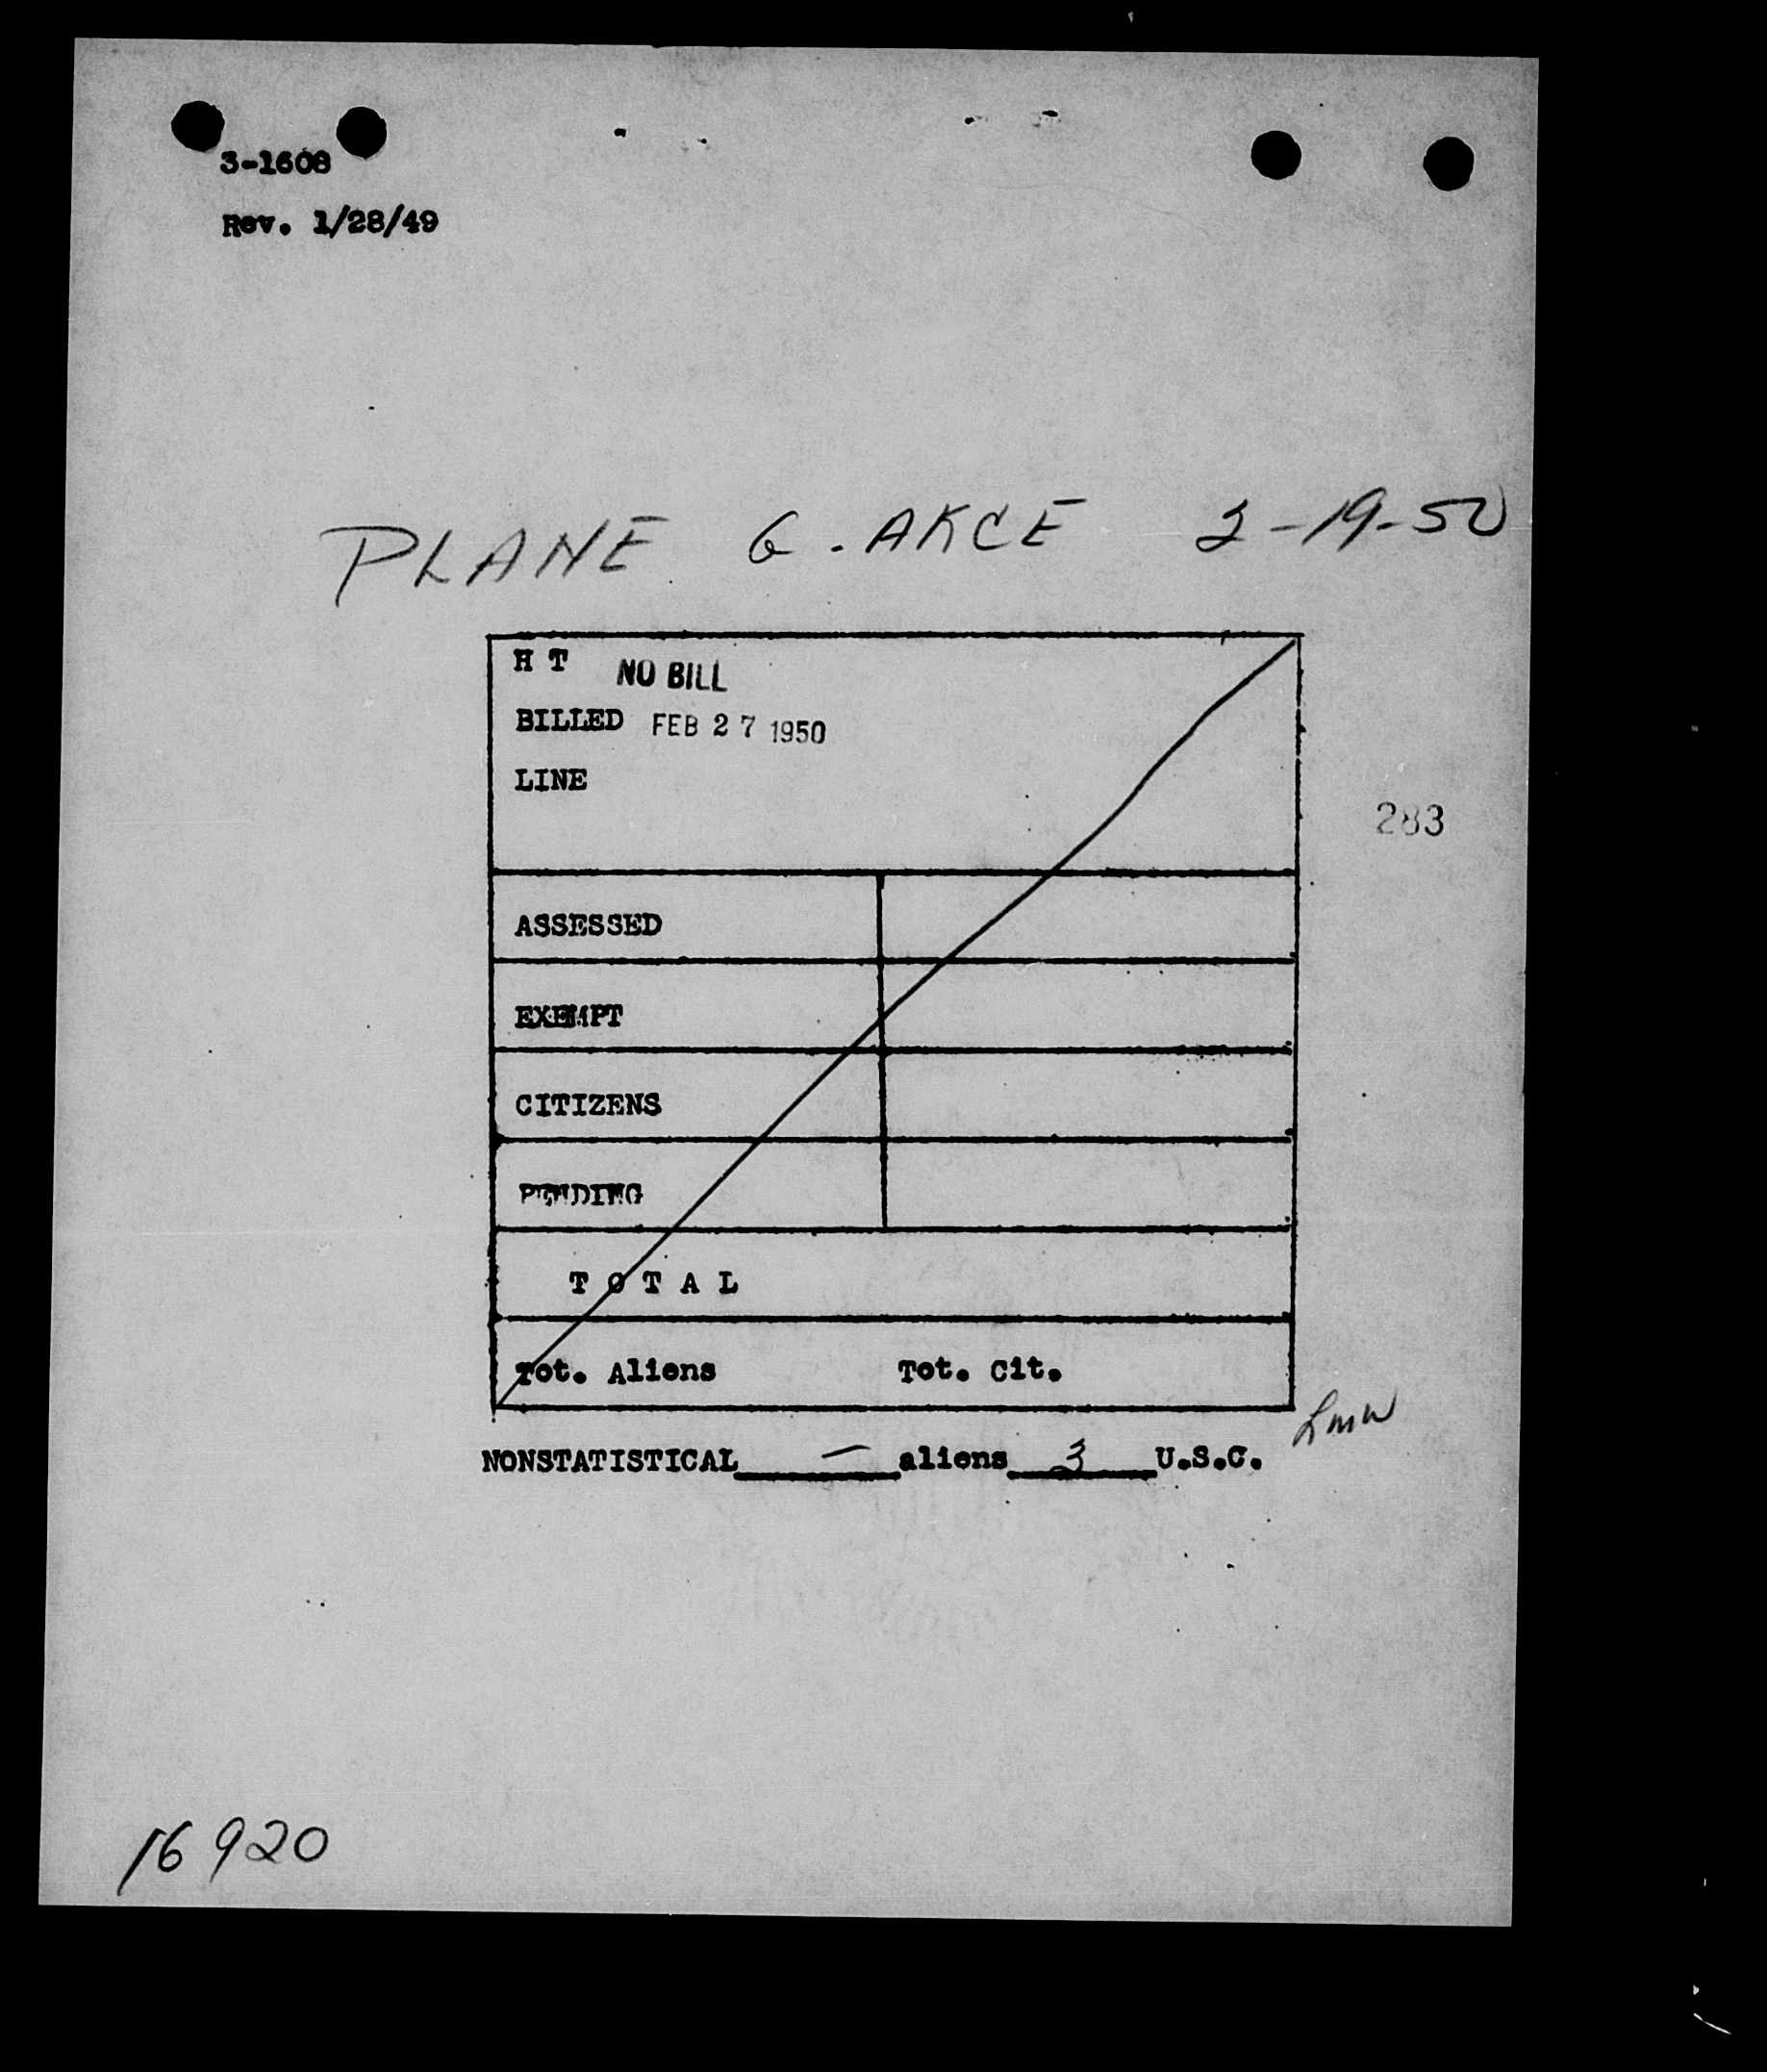 3-1608
Rev. 1/28/49
PLANE G-AKCE 2-19-50
H T NO BILL
BILLED FEB 27 1950
LINE
283
ASSESSED
EXEMPT
CITIZENS
PENDING
T O T A L
Tot. Aliens Tot. Cit.
NONSTATISTICAL — aliens 3 U.S.C.
16920